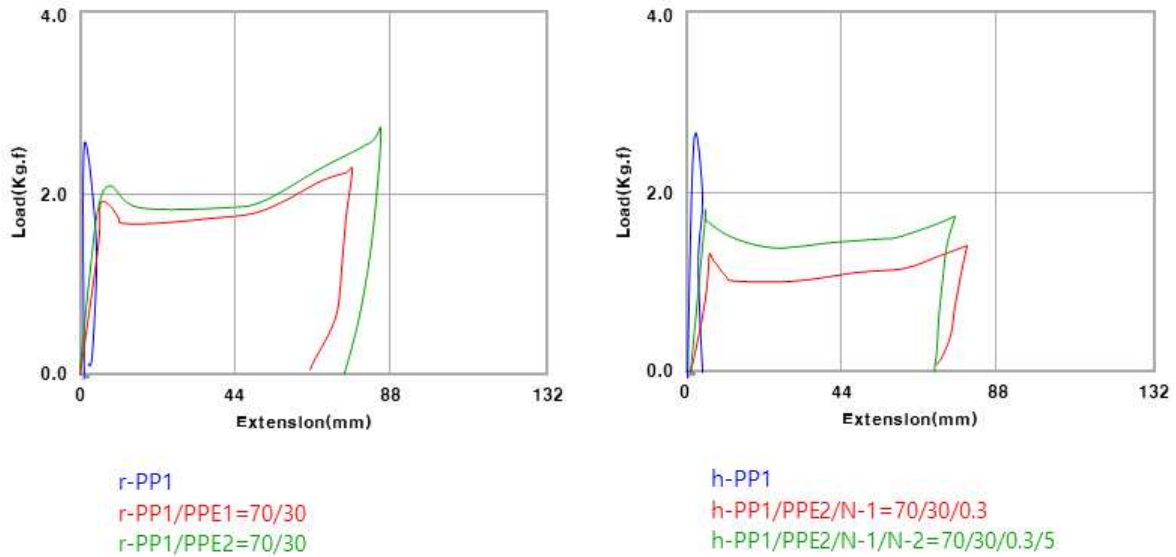 4.0
2.0
0.0
Load(Kg.f)
0
44
88
132
Extension(mm)
r-PP1
r-PP1/PPE1=70/30
r-PP1/PPE2=70/30
4.0
2.0
0.0
Load(Kg.f)
0
44
88
132
Extension(mm)
h-PP1
h-PP1/PPE2/N-1=70/30/0.3
h-PP1/PPE2/N-1/N-2=70/30/0.3/5